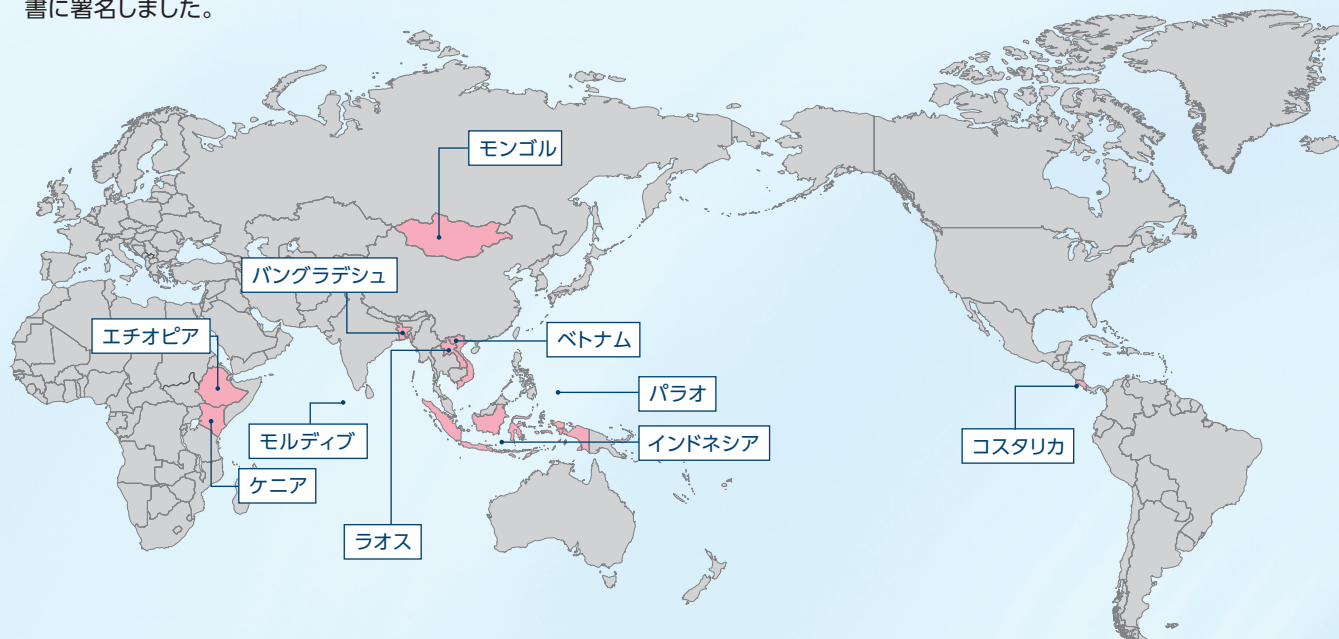 書に署名しました。
モンゴル
バングラデシュ
エチオピア
ベトナム
パラオ
モルディブ
インドネシア
コスタリカ
ケニア
ラオス